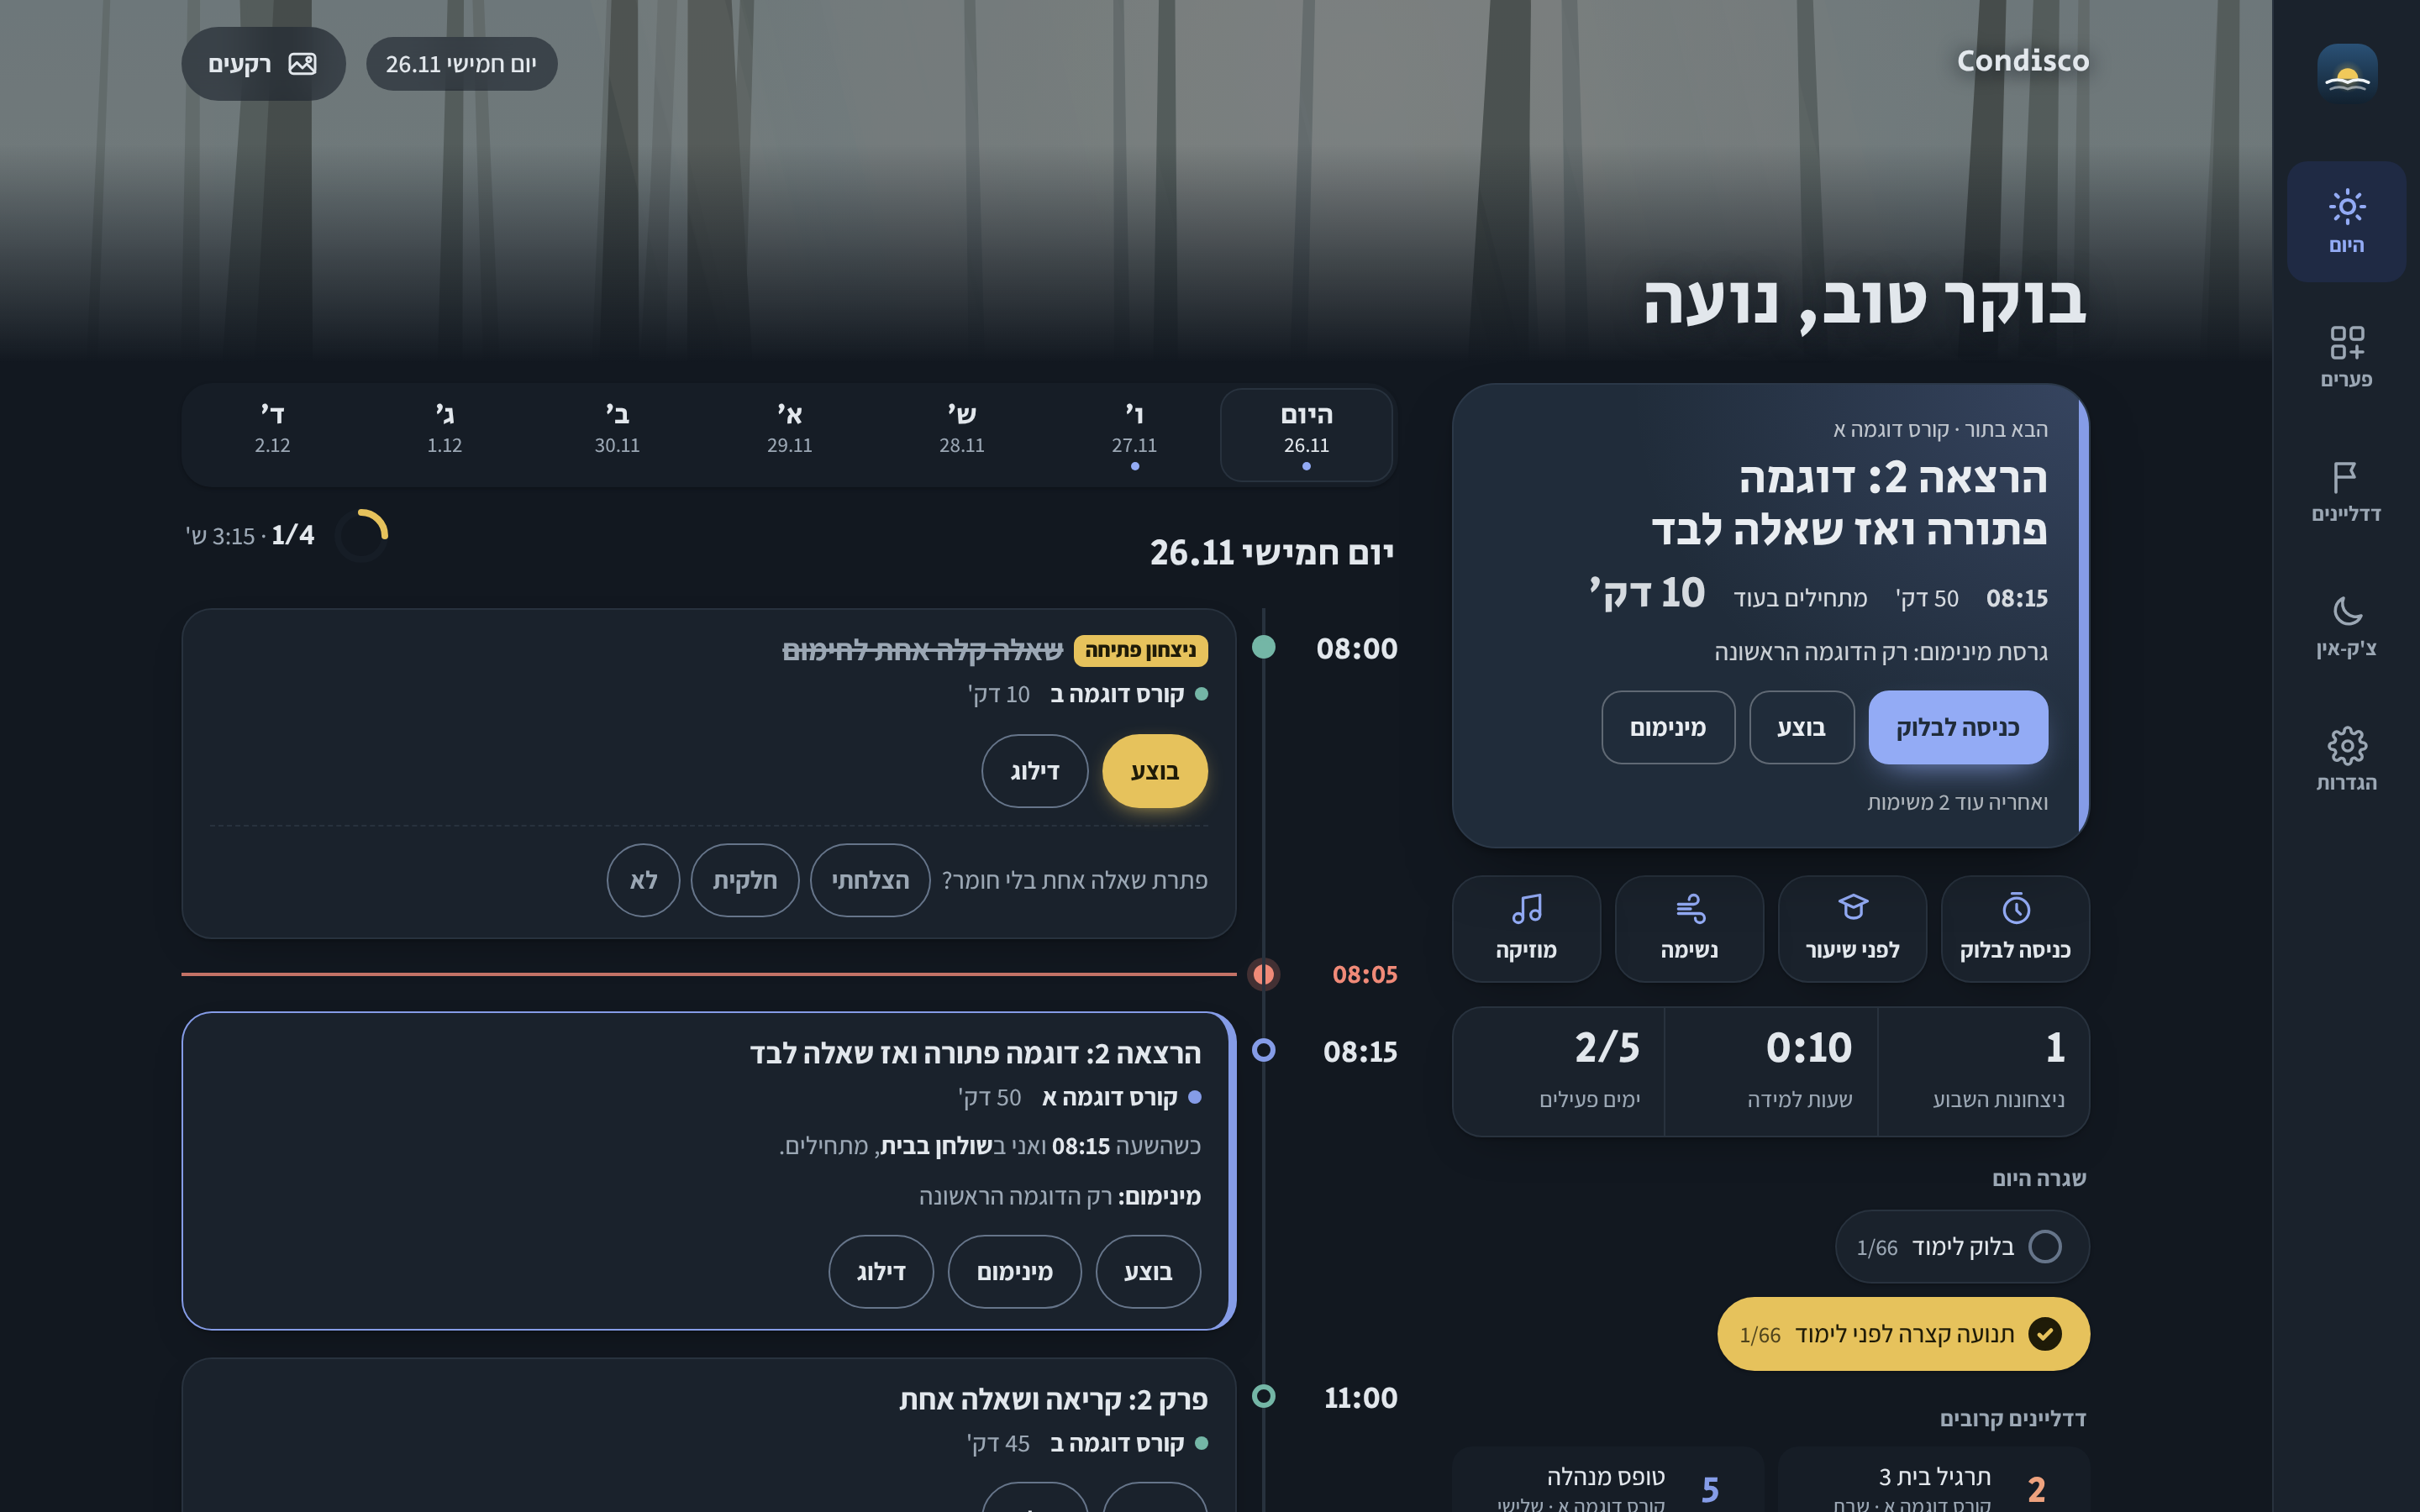 Condisco
יום חמישי 26.11
רקעים
היום
פערים
דדליינים
צ'ק-אין
הגדרות
בוקר טוב, נועה
הבא בתור · קורס דוגמה א
הרצאה 2: דוגמה
פתורה ואז שאלה לבד
08:15 50 דק' מתחילים בעוד 10 דק׳
גרסת מינימום: רק הדוגמה הראשונה
כניסה לבלוק
בוצע
מינימום
ואחריה עוד 2 משימות
כניסה לבלוק
לפני שיעור
נשימה
מוזיקה
1
ניצחונות השבוע
0:10
שעות למידה
2/5
ימים פעילים
שגרה היום
בלוק לימוד 1/66
תנועה קצרה לפני לימוד 1/66
דדליינים קרובים
2
תרגיל בית 3
קורס דוגמה א · שבת
5
טופס מנהלה
קורס דוגמה א · שלישי
היום
26.11
ו׳
27.11
ש׳
28.11
א׳
29.11
ב׳
30.11
ג׳
1.12
ד׳
2.12
יום חמישי 26.11
1/4 · 3:15 ש'
08:00
ניצחון פתיחה שאלה קלה אחת לחימום
קורס דוגמה ב 10 דק'
בוצע
דילוג
פתרת שאלה אחת בלי חומר?
הצלחתי
חלקית
לא
08:05
08:15
הרצאה 2: דוגמה פתורה ואז שאלה לבד
קורס דוגמה א 50 דק'
כשהשעה 08:15 ואני בשולחן בבית, מתחילים.
מינימום: רק הדוגמה הראשונה
בוצע
מינימום
דילוג
11:00
פרק 2: קריאה ושאלה אחת
קורס דוגמה ב 45 דק'